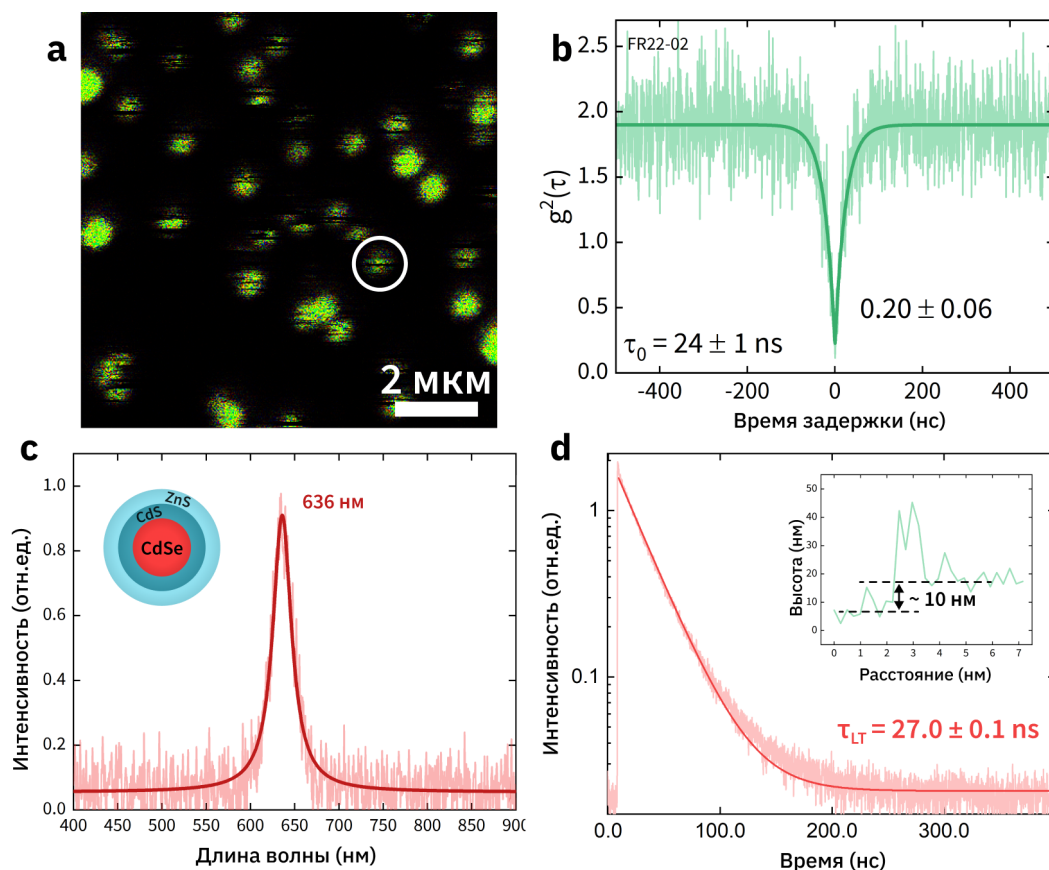 a
2 мкм
b
FR22-02
g²(τ)
2.5
2.0
1.5
1.0
0.5
0.0
0.20 ± 0.06
τ₀ = 24 ± 1 ns
-400
-200
0
200
400
Время задержки (нс)
c
Интенсивность (отн.ед.)
1.0
0.8
0.6
0.4
0.2
0.0
ZnS
CdS
CdSe
636 нм
400
450
500
550
600
650
700
750
800
850
900
Длина волны (нм)
d
Интенсивность (отн.ед.)
1
0.1
Высота (нм)
50
40
30
20
10
0
~ 10 нм
0
1
2
3
4
5
6
7
Расстояние (нм)
τLT = 27.0 ± 0.1 ns
0.0
100.0
200.0
300.0
Время (нс)